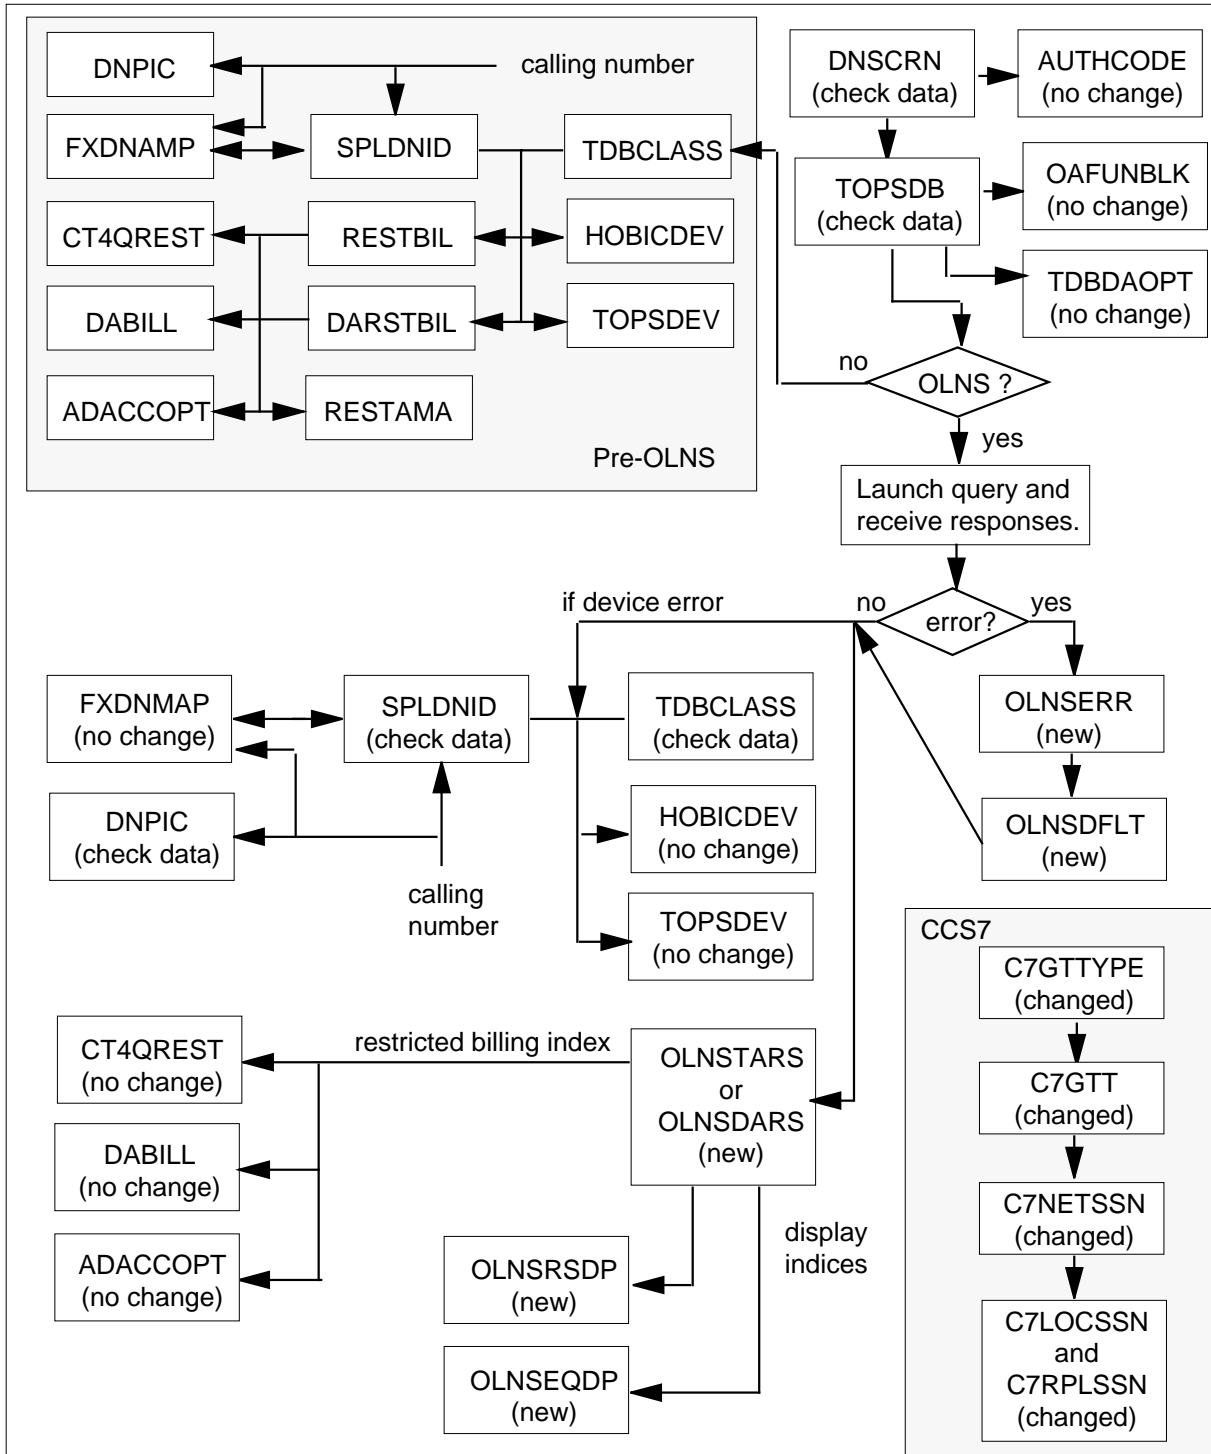 DNPIC
calling number
FXDNAMP
SPLDNID
TDBCLASS
CT4QREST
RESTBIL
HOBICDEV
DABILL
DARSTBIL
TOPSDEV
ADACCOPT
RESTAMA
Pre-OLNS
DNSCRN
(check data)
AUTHCODE
(no change)
TOPSDB
(check data)
OAFUNBLK
(no change)
TDBDAOPT
(no change)
no
OLNS ?
yes
Launch query and
receive responses.
if device error
no
error?
yes
FXDNMAP
(no change)
SPLDNID
(check data)
TDBCLASS
(check data)
OLNSERR
(new)
DNPIC
(check data)
HOBICDEV
(no change)
OLNSDFLT
(new)
calling
number
TOPSDEV
(no change)
CCS7
C7GTTYPE
(changed)
C7GTT
(changed)
C7NETSSN
(changed)
C7LOCSSN
and
C7RPLSSN
(changed)
CT4QREST
(no change)
restricted billing index
OLNSTARS
or
OLNSDARS
(new)
DABILL
(no change)
ADACCOPT
(no change)
display
indices
OLNSRSDP
(new)
OLNSEQDP
(new)